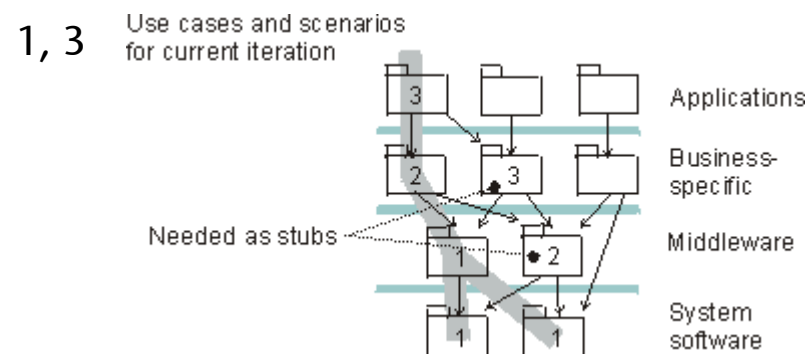 1, 3
Use cases and scenarios
for current iteration
3
Applications
2
3
Business-
specific
Needed as stubs
1
2
Middleware
1
1
System
software